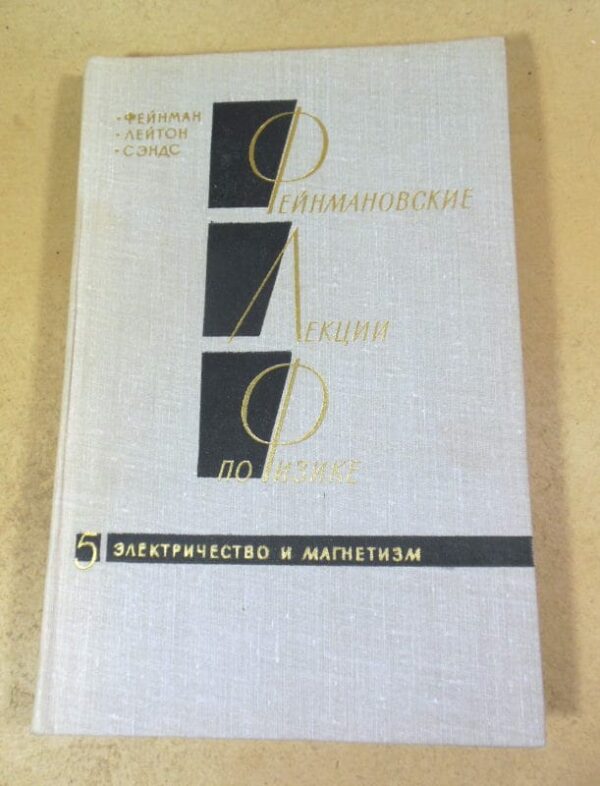 • ФЕЙНМАН
• ЛЕЙТОН
• СЭНДС
ФЕЙНМАНОВСКИЕ
ЛЕКЦИИ
ПО ФИЗИКЕ
5 ЭЛЕКТРИЧЕСТВО И МАГНЕТИЗМ